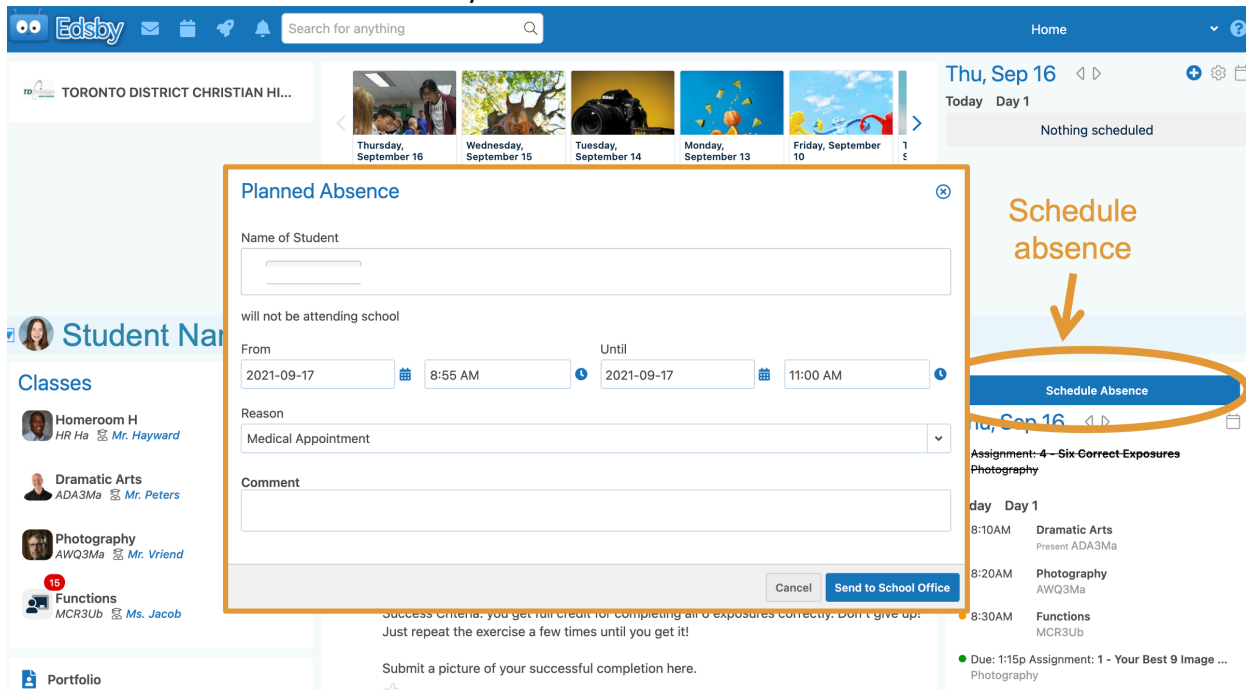 Edsby
Search for anything
Home
TORONTO DISTRICT CHRISTIAN HI...
Thursday, September 16
Wednesday, September 15
Tuesday, September 14
Monday, September 13
Friday, September 10
Thu, Sep 16
Today Day 1
Nothing scheduled
Schedule
absence
Planned Absence
Name of Student
will not be attending school
From
Until
2021-09-17
8:55 AM
2021-09-17
11:00 AM
Reason
Medical Appointment
Comment
Cancel
Send to School Office
Student Nar
Classes
Homeroom H
HR Ha Mr. Hayward
Dramatic Arts
ADA3Ma Mr. Peters
Photography
AWQ3Ma Mr. Vriend
15
Functions
MCR3Ub Ms. Jacob
Portfolio
Success Criteria: you get full credit for completing all 6 exposures correctly. Don't give up!
Just repeat the exercise a few times until you get it!
Submit a picture of your successful completion here.
Schedule Absence
Sep 16
Assignment: 4 - Six Correct Exposures
Photography
day Day 1
8:10AM Dramatic Arts
Present ADA3Ma
8:20AM Photography
AWQ3Ma
8:30AM Functions
MCR3Ub
Due: 1:15p Assignment: 1 - Your Best 9 Image ...
Photography